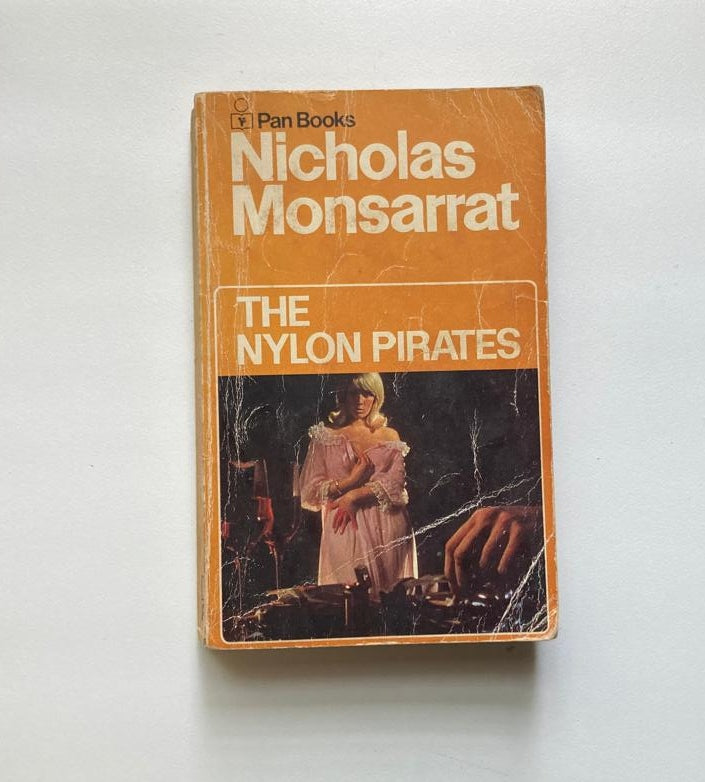 Pan Books
Nicholas
Monsarrat
THE
NYLON PIRATES